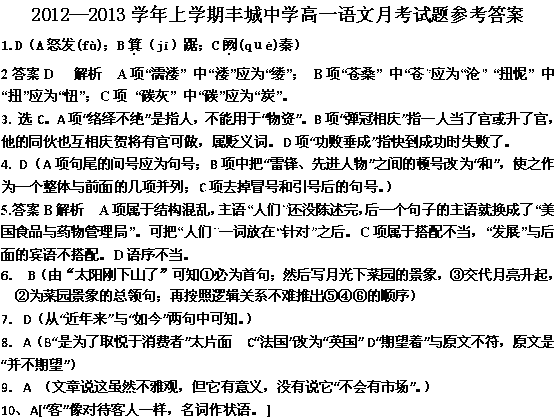 2012—2013学年上学期丰城中学高一语文月考试题参考答案
1. D（A 怒发(fà)；B 箕（jī）踞；C 阙(què)秦）
2 答案 D 解析 A 项“濡溇”中“溇”应为“缕”； B 项“苍桑”中“苍”应为“沧”“扭怩”中
“扭”应为“忸”；C 项 “碳灰”中“碳”应为“炭”。
3. 选 C。A 项“络绎不绝”是指人，不能用于“物资”。B 项“弹冠相庆”指一人当了官或升了官，
他的同伙也互相庆贺将有官可做，属贬义词。D 项“功败垂成”指快到成功时失败了。
4. D（A 项句尾的问号应为句号；B 项中把“雷锋、先进人物”之间的顿号改为“和”，使之作
为一个整体与前面的几项并列；C 项去掉冒号和引号后的句号。）
5.答案 B 解析 A 项属于结构混乱，主语“人们”还没陈述完，后一个句子的主语就换成了“美
国食品与药物管理局”。可把“人们”一词放在“针对”之后。C 项属于搭配不当，“发展”与后
面的宾语不搭配。D 语序不当。
6. B（由“太阳刚下山了”可知①必为首句；然后写月光下菜园的景象，③交代月亮升起，
②为菜园景象的总领句；再按照逻辑关系不难推出⑤④⑥的顺序）
7. D（从“近年来”与“如今”两句中可知。）
8. A（B“是为了取悦于消费者”太片面 C“法国”改为“英国” D“期望着”与原文不符，原文是
“并不期望”）
9. A （文章说这虽然不雅观，但它有意义，没有说它“不会有市场”。）
10、A[“客”像对待客人一样，名词作状语。]